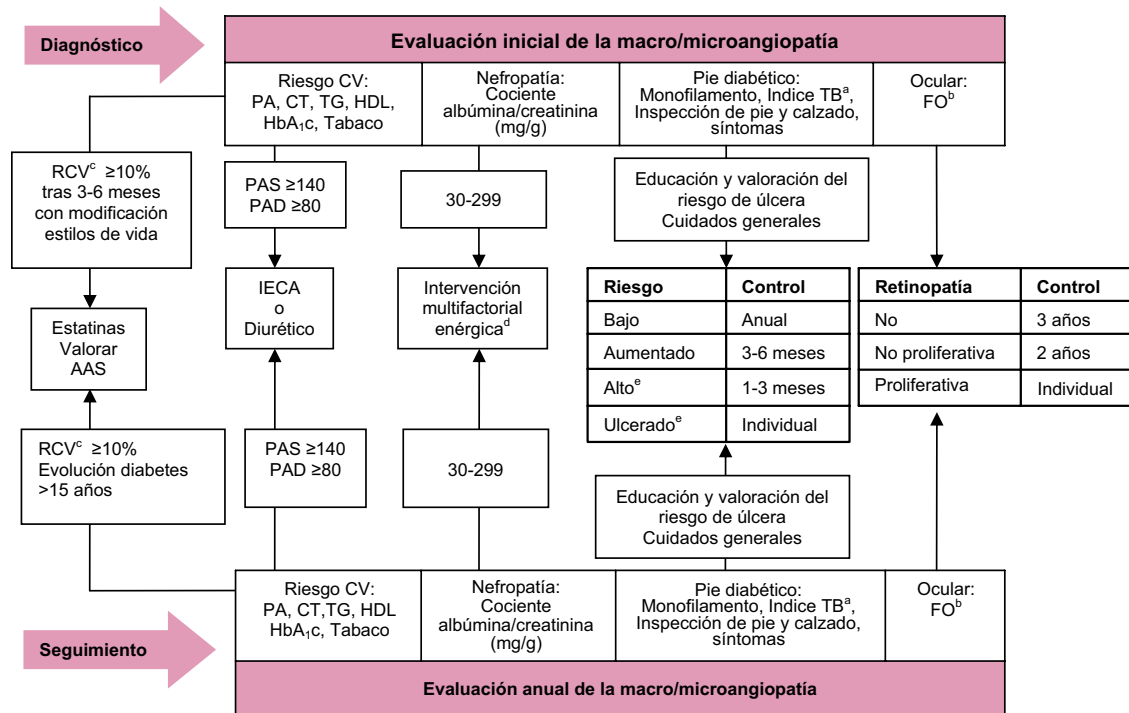 Diagnóstico
Evaluación inicial de la macro/microangiopatía
Riesgo CV:
PA, CT, TG, HDL,
HbA₁c, Tabaco
Nefropatía:
Cociente
albúmina/creatinina
(mg/g)
Pie diabético:
Monofilamento, Indice TBᵃ,
Inspección de pie y calzado,
síntomas
Ocular:
FOᵇ
RCVᶜ ≥10%
tras 3-6 meses
con modificación
estilos de vida
PAS ≥140
PAD ≥80
30-299
Educación y valoración del
riesgo de úlcera
Cuidados generales
Estatinas
Valorar
AAS
IECA
o
Diurético
Intervención
multifactorial
enérgicaᵈ
Riesgo Control
Bajo Anual
Aumentado 3-6 meses
Altoᵉ 1-3 meses
Ulceradoᵉ Individual
Retinopatía Control
No 3 años
No proliferativa 2 años
Proliferativa Individual
RCVᶜ ≥10%
Evolución diabetes
>15 años
PAS ≥140
PAD ≥80
30-299
Educación y valoración del
riesgo de úlcera
Cuidados generales
Seguimiento
Riesgo CV:
PA, CT,TG, HDL
HbA₁c, Tabaco
Nefropatía:
Cociente
albúmina/creatinina
(mg/g)
Pie diabético:
Monofilamento, Indice TBᵃ,
Inspección de pie y calzado,
síntomas
Ocular:
FOᵇ
Evaluación anual de la macro/microangiopatía